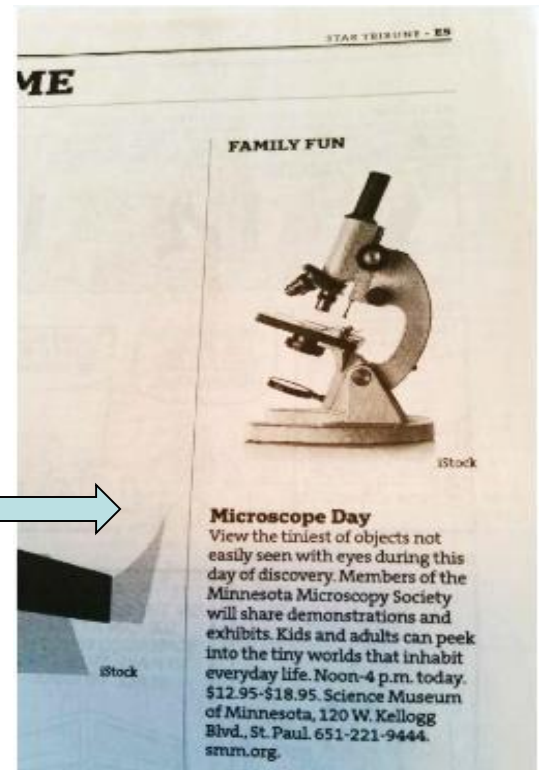 STAR TRIBUNE • E5
ME
FAMILY FUN
iStock
Microscope Day
View the tiniest of objects not
easily seen with eyes during this
day of discovery. Members of the
Minnesota Microscopy Society
will share demonstrations and
exhibits. Kids and adults can peek
into the tiny worlds that inhabit
everyday life. Noon-4 p.m. today.
$12.95-$18.95. Science Museum
of Minnesota, 120 W. Kellogg
Blvd., St. Paul. 651-221-9444.
smm.org.
iStock